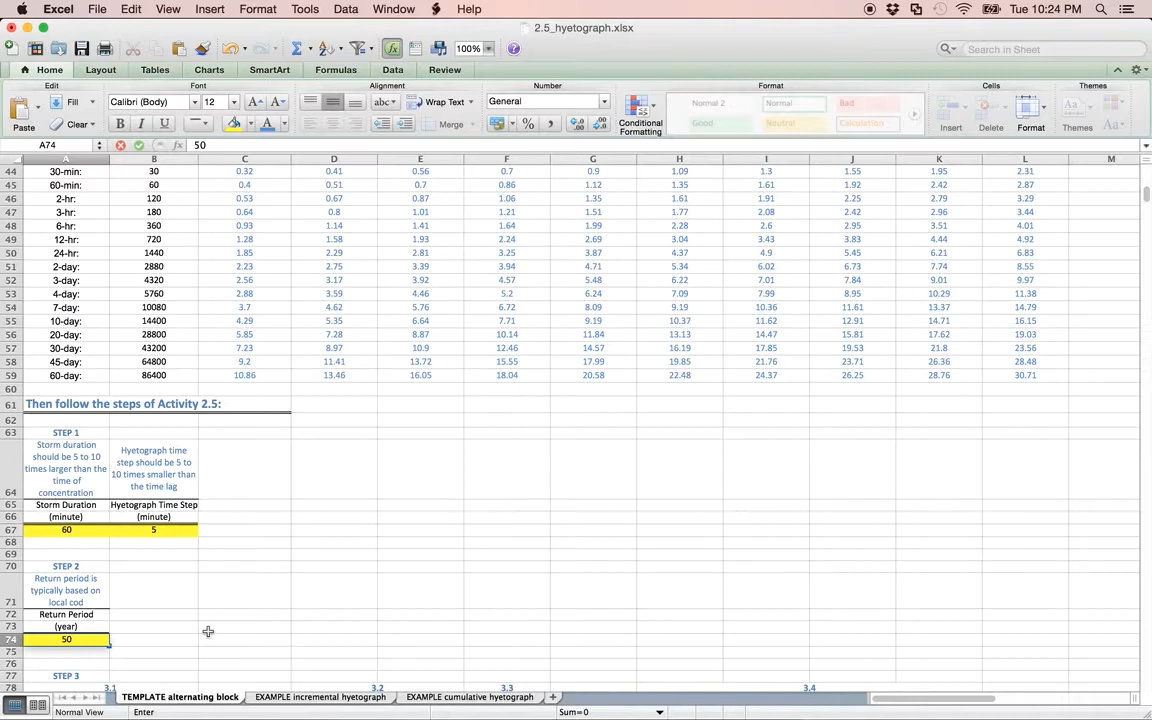 Excel File Edit View Insert Format Tools Data Window Help Tue 10:24 PM
2.5_hyetograph.xlsx
100% Search in Sheet
Home Layout Tables Charts SmartArt Formulas Data Review
Edit Font Alignment Number Format Cells Themes
Fill Calibri (Body) 12 abc Wrap Text General Normal 2 Normal Bad
Paste Clear B I U A Merge % Conditional Formatting Good Neutral Calculation Insert Delete Format Themes Aa
A74 fx 50
A B C D E F G H I J K L M
44 30-min: 30 0.32 0.41 0.56 0.7 0.9 1.09 1.3 1.55 1.95 2.31
45 60-min: 60 0.4 0.51 0.7 0.86 1.12 1.35 1.61 1.92 2.42 2.87
46 2-hr: 120 0.53 0.67 0.87 1.06 1.35 1.61 1.91 2.25 2.79 3.29
47 3-hr: 180 0.64 0.8 1.01 1.21 1.51 1.77 2.08 2.42 2.96 3.44
48 6-hr: 360 0.93 1.14 1.41 1.64 1.99 2.28 2.6 2.95 3.51 4.01
49 12-hr: 720 1.28 1.58 1.93 2.24 2.69 3.04 3.43 3.83 4.44 4.92
50 24-hr: 1440 1.85 2.29 2.81 3.25 3.87 4.37 4.9 5.45 6.21 6.83
51 2-day: 2880 2.23 2.75 3.39 3.94 4.71 5.34 6.02 6.73 7.74 8.55
52 3-day: 4320 2.56 3.17 3.92 4.57 5.48 6.22 7.01 7.84 9.01 9.97
53 4-day: 5760 2.88 3.59 4.46 5.2 6.24 7.09 7.99 8.95 10.29 11.38
54 7-day: 10080 3.7 4.62 5.76 6.72 8.09 9.19 10.36 11.61 13.37 14.79
55 10-day: 14400 4.29 5.35 6.64 7.71 9.19 10.37 11.62 12.91 14.71 16.15
56 20-day: 28800 5.85 7.28 8.87 10.14 11.84 13.13 14.47 15.81 17.62 19.03
57 30-day: 43200 7.23 8.97 10.9 12.46 14.57 16.19 17.85 19.53 21.8 23.56
58 45-day: 64800 9.2 11.41 13.72 15.55 17.99 19.85 21.76 23.71 26.36 28.48
59 60-day: 86400 10.86 13.46 16.05 18.04 20.58 22.48 24.37 26.25 28.76 30.71
60
61 Then follow the steps of Activity 2.5:
62
63 STEP 1
Storm duration
should be 5 to 10
times larger than the
time of
64 concentration
Hyetograph time
step should be 5 to
10 times smaller than
the time lag
65 Storm Duration Hyetograph Time Step
66 (minute) (minute)
67 60 5
68
69
70 STEP 2
Return period is
typically based on
71 local cod
72 Return Period
73 (year)
74 50
75
76
77 STEP 3
78 3.1 3.2 3.3 3.4
TEMPLATE alternating block EXAMPLE incremental hyetograph EXAMPLE cumulative hyetograph
Normal View Enter Sum=0